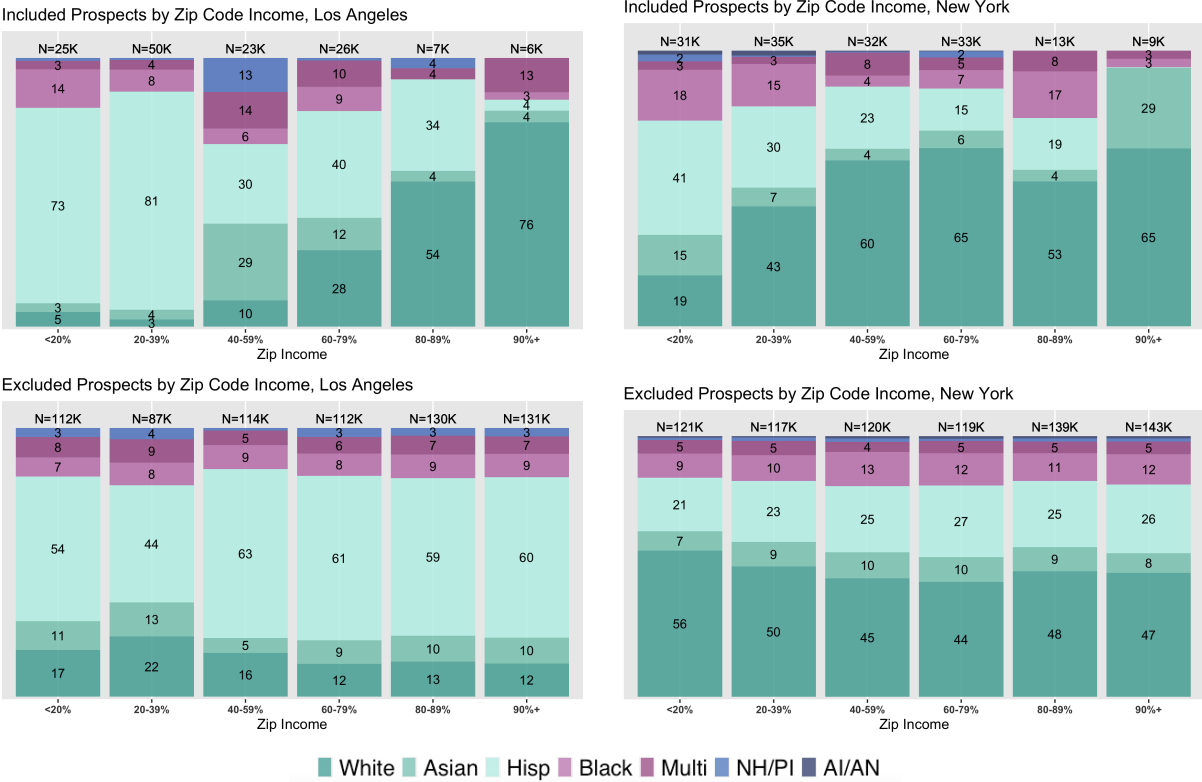 Included Prospects by Zip Code Income, Los Angeles
N=25K N=50K N=23K N=26K N=7K N=6K
3 14 73 3 5
4 8 81 4 3
13 14 6 30 29 10
10 9 40 12 28
4 4 34 4 54
13 3 4 4 76
<20% 20-39% 40-59% 60-79% 80-89% 90%+
Zip Income
Included Prospects by Zip Code Income, New York
N=31K N=35K N=32K N=33K N=13K N=9K
2 3 18 41 15 19
3 15 30 7 43
8 4 23 4 60
2 5 7 15 6 65
8 17 19 4 53
3 3 29 65
<20% 20-39% 40-59% 60-79% 80-89% 90%+
Zip Income
Excluded Prospects by Zip Code Income, Los Angeles
N=112K N=87K N=114K N=112K N=130K N=131K
3 8 7 54 11 17
4 9 8 44 13 22
5 9 63 5 16
3 6 8 61 9 12
3 7 9 59 10 13
3 7 9 60 10 12
<20% 20-39% 40-59% 60-79% 80-89% 90%+
Zip Income
Excluded Prospects by Zip Code Income, New York
N=121K N=117K N=120K N=119K N=139K N=143K
5 9 21 7 56
5 10 23 9 50
4 13 25 10 45
5 12 27 10 44
5 11 25 9 48
5 12 26 8 47
<20% 20-39% 40-59% 60-79% 80-89% 90%+
Zip Income
White Asian Hisp Black Multi NH/PI AI/AN